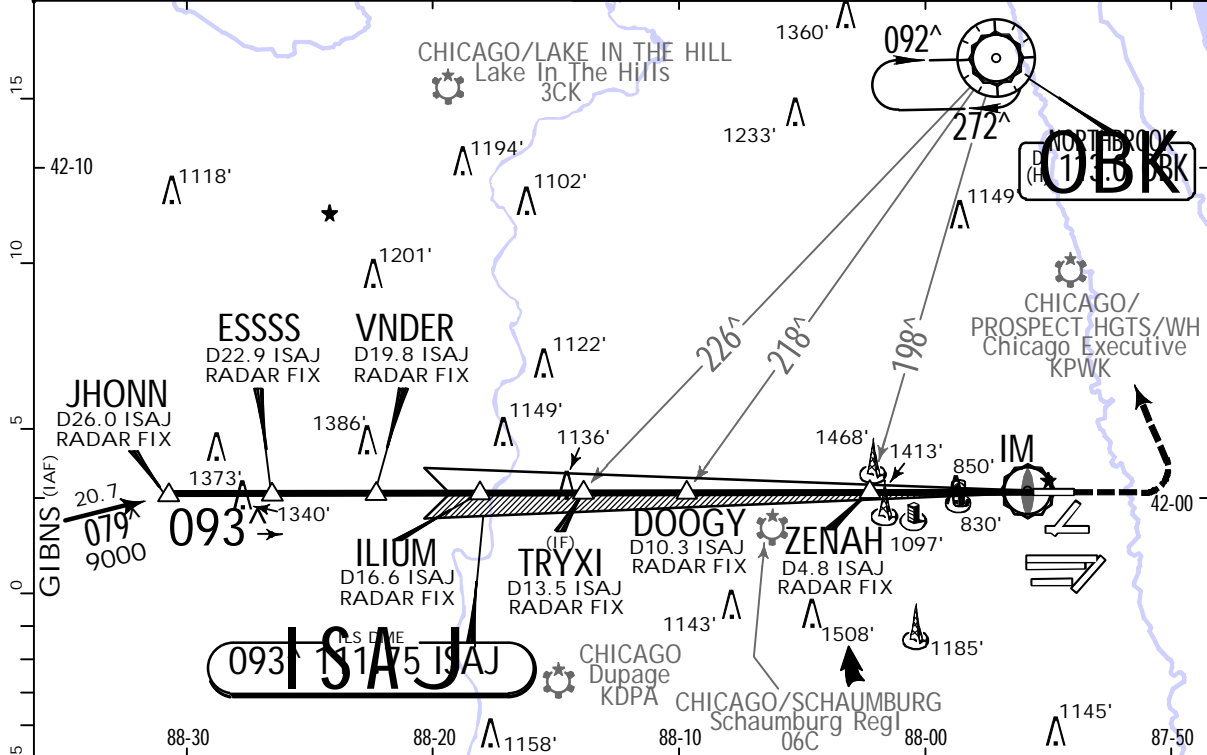 1360'
092^
CHICAGO/LAKE IN THE HILL
Lake In The Hills
3CK
15
1233'
272^
NORTHBROOK
D
(H) 113.0 OBK
OBK
42-10
1194'
1118'
1102'
1149'
10
1201'
CHICAGO/
PROSPECT HGTS/WH
Chicago Executive
KPWK
ESSSS
D22.9 ISAJ
RADAR FIX
VNDER
D19.8 ISAJ
RADAR FIX
226^
218^
198^
1122'
JHONN
D26.0 ISAJ
RADAR FIX
5
1386'
1149'
1136'
1468'
1413'
IM
850'
1373'
GIBNS (IAF)
20.7
079^
9000
093
1340'
42-00
830'
1097'
ILIUM
D16.6 ISAJ
RADAR FIX
(IF)
TRYXI
D13.5 ISAJ
RADAR FIX
DOOGY
D10.3 ISAJ
RADAR FIX
ZENAH
D4.8 ISAJ
RADAR FIX
0
1143'
1508'
1185'
ILS DME
093^ 111.75 ISAJ
ISAJ
CHICAGO
Dupage
KDPA
CHICAGO/SCHAUMBURG
Schaumburg Regl
06C
1145'
1158'
5
88-30
88-20
88-10
88-00
87-50